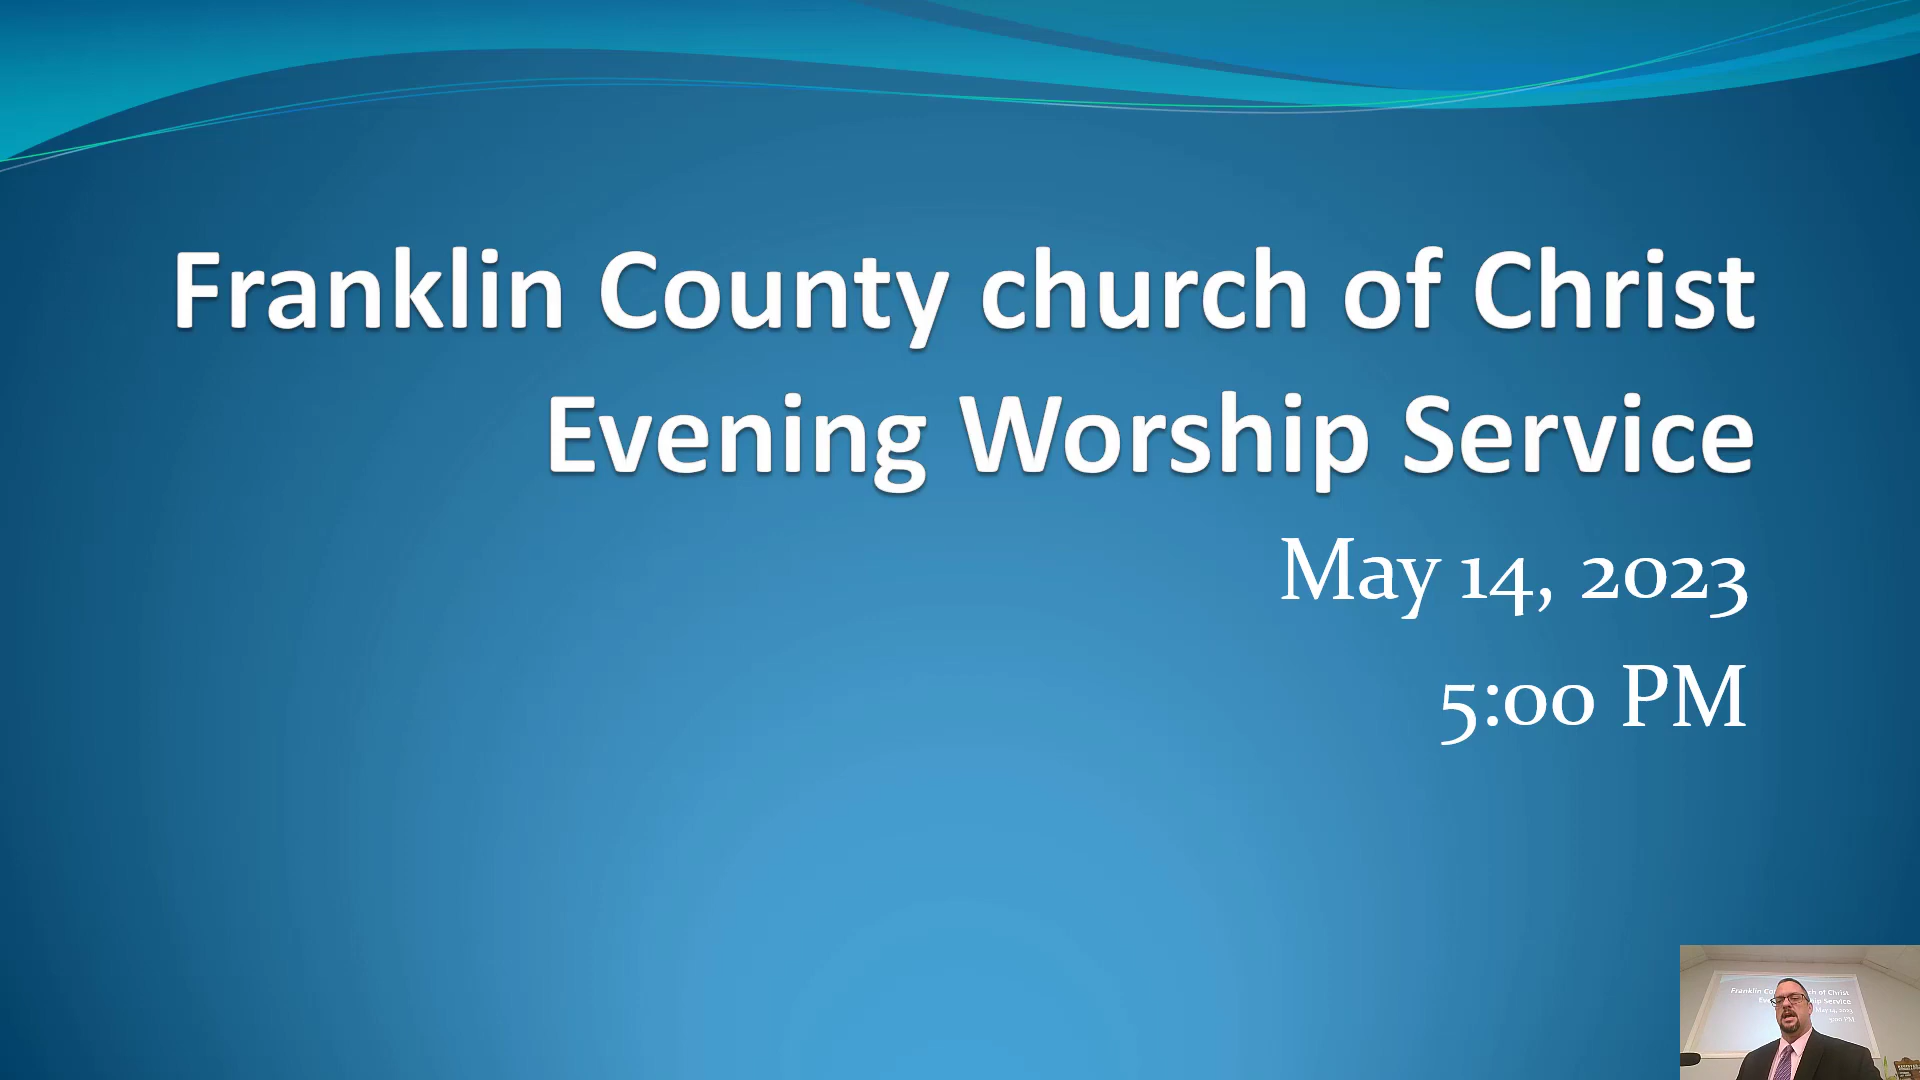 Franklin County church of Christ
Evening Worship Service
May 14, 2023
5:00 PM